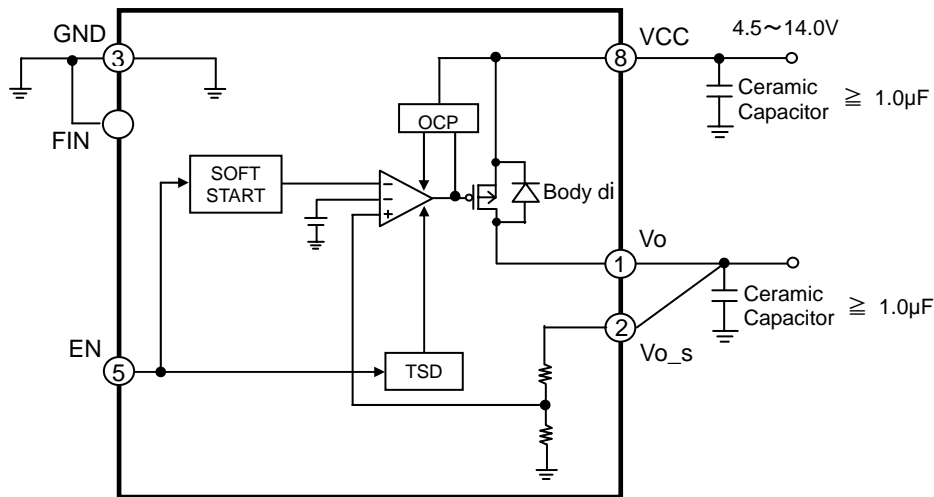 GND
3
FIN
VCC
8
4.5～14.0V
Ceramic
Capacitor ≧ 1.0μF
OCP
SOFT
START
－
－
+
Body di
Vo
1
Ceramic
Capacitor ≧ 1.0μF
2
Vo_s
EN
5
TSD